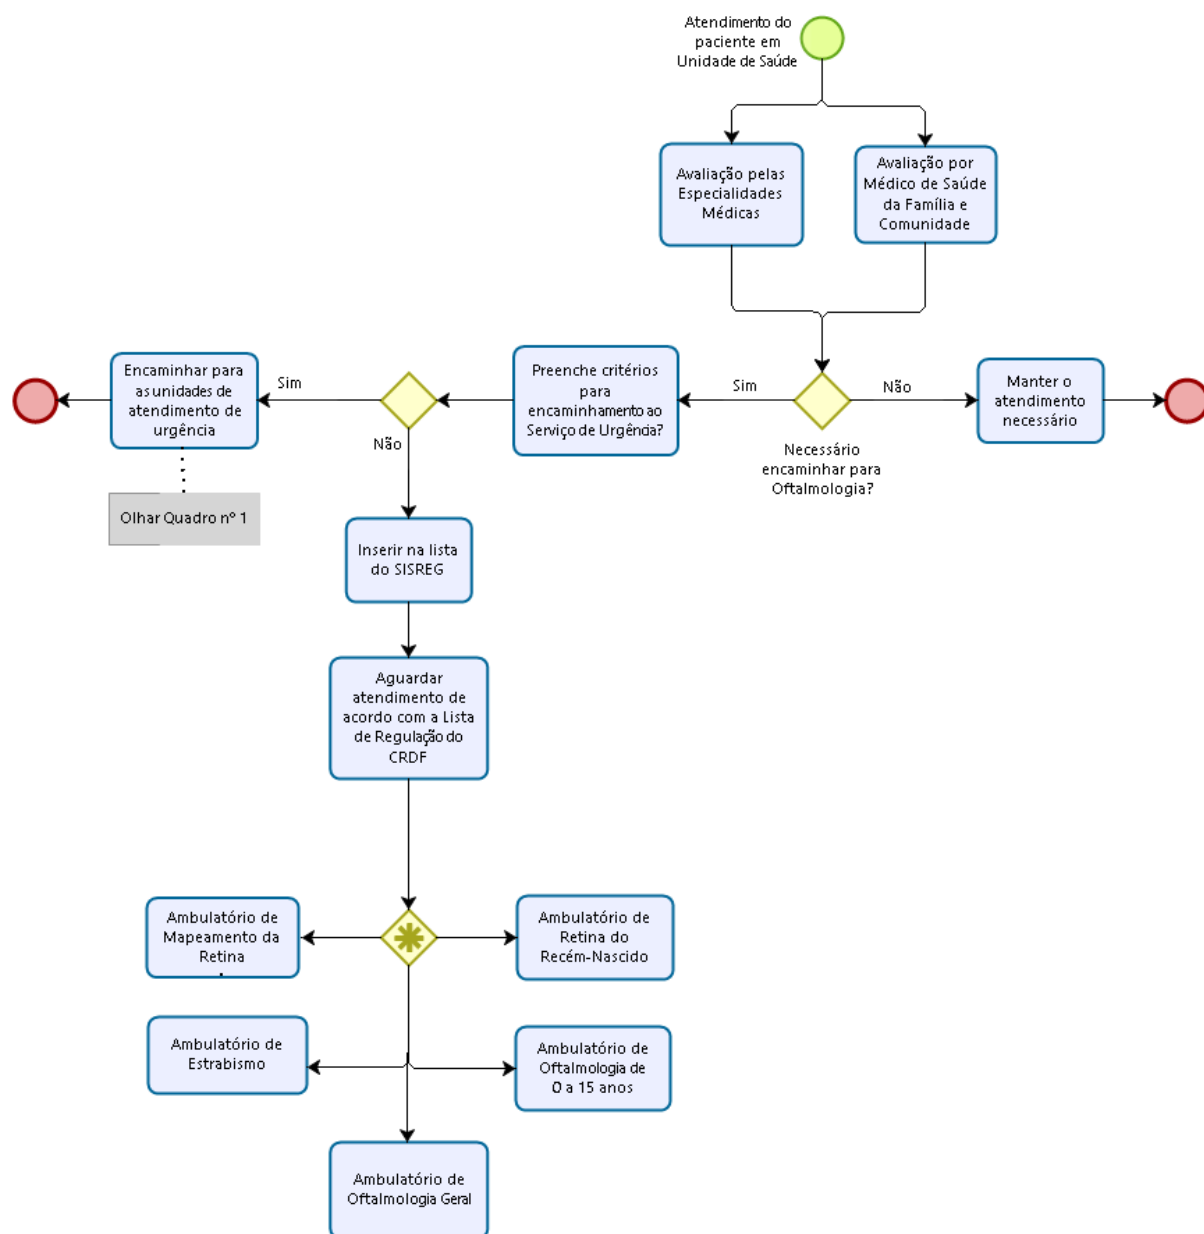 Atendimento do
paciente em
Unidade de Saúde
Avaliação pelas
Especialidades
Médicas
Avaliação por
Médico de Saúde
da Família e
Comunidade
Necessário
encaminhar para
Oftalmologia?
Não
Manter o
atendimento
necessário
Sim
Preenche critérios
para
encaminhamento ao
Serviço de Urgência?
Sim
Encaminhar para
as unidades de
atendimento de
urgência
Olhar Quadro nº 1
Não
Inserir na lista
do SISREG
Aguardar
atendimento de
acordo com a Lista
de Regulação do
CRDF
Ambulatório de
Mapeamento da
Retina
.
Ambulatório de
Retina do
Recém-Nascido
Ambulatório de
Estrabismo
Ambulatório de
Oftalmologia de
0 a 15 anos
Ambulatório de
Oftalmologia Geral